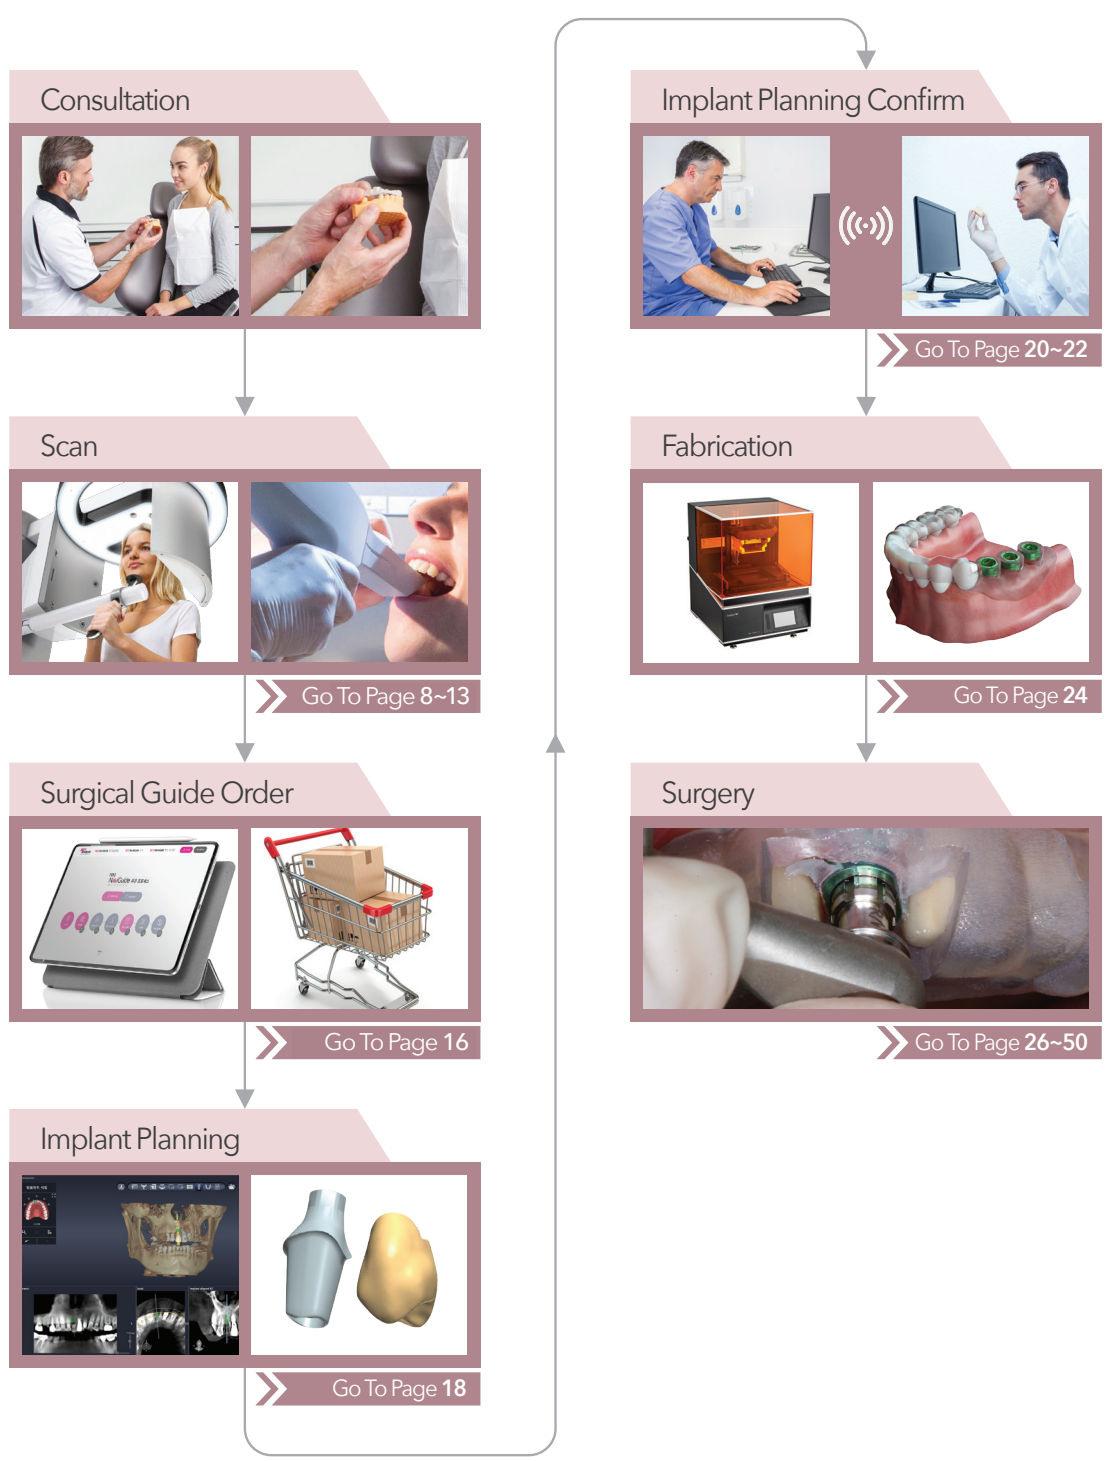 Consultation
Scan
Go To Page 8~13
Surgical Guide Order
Go To Page 16
Implant Planning
Go To Page 18
Implant Planning Confirm
Go To Page 20~22
Fabrication
Go To Page 24
Surgery
Go To Page 26~50